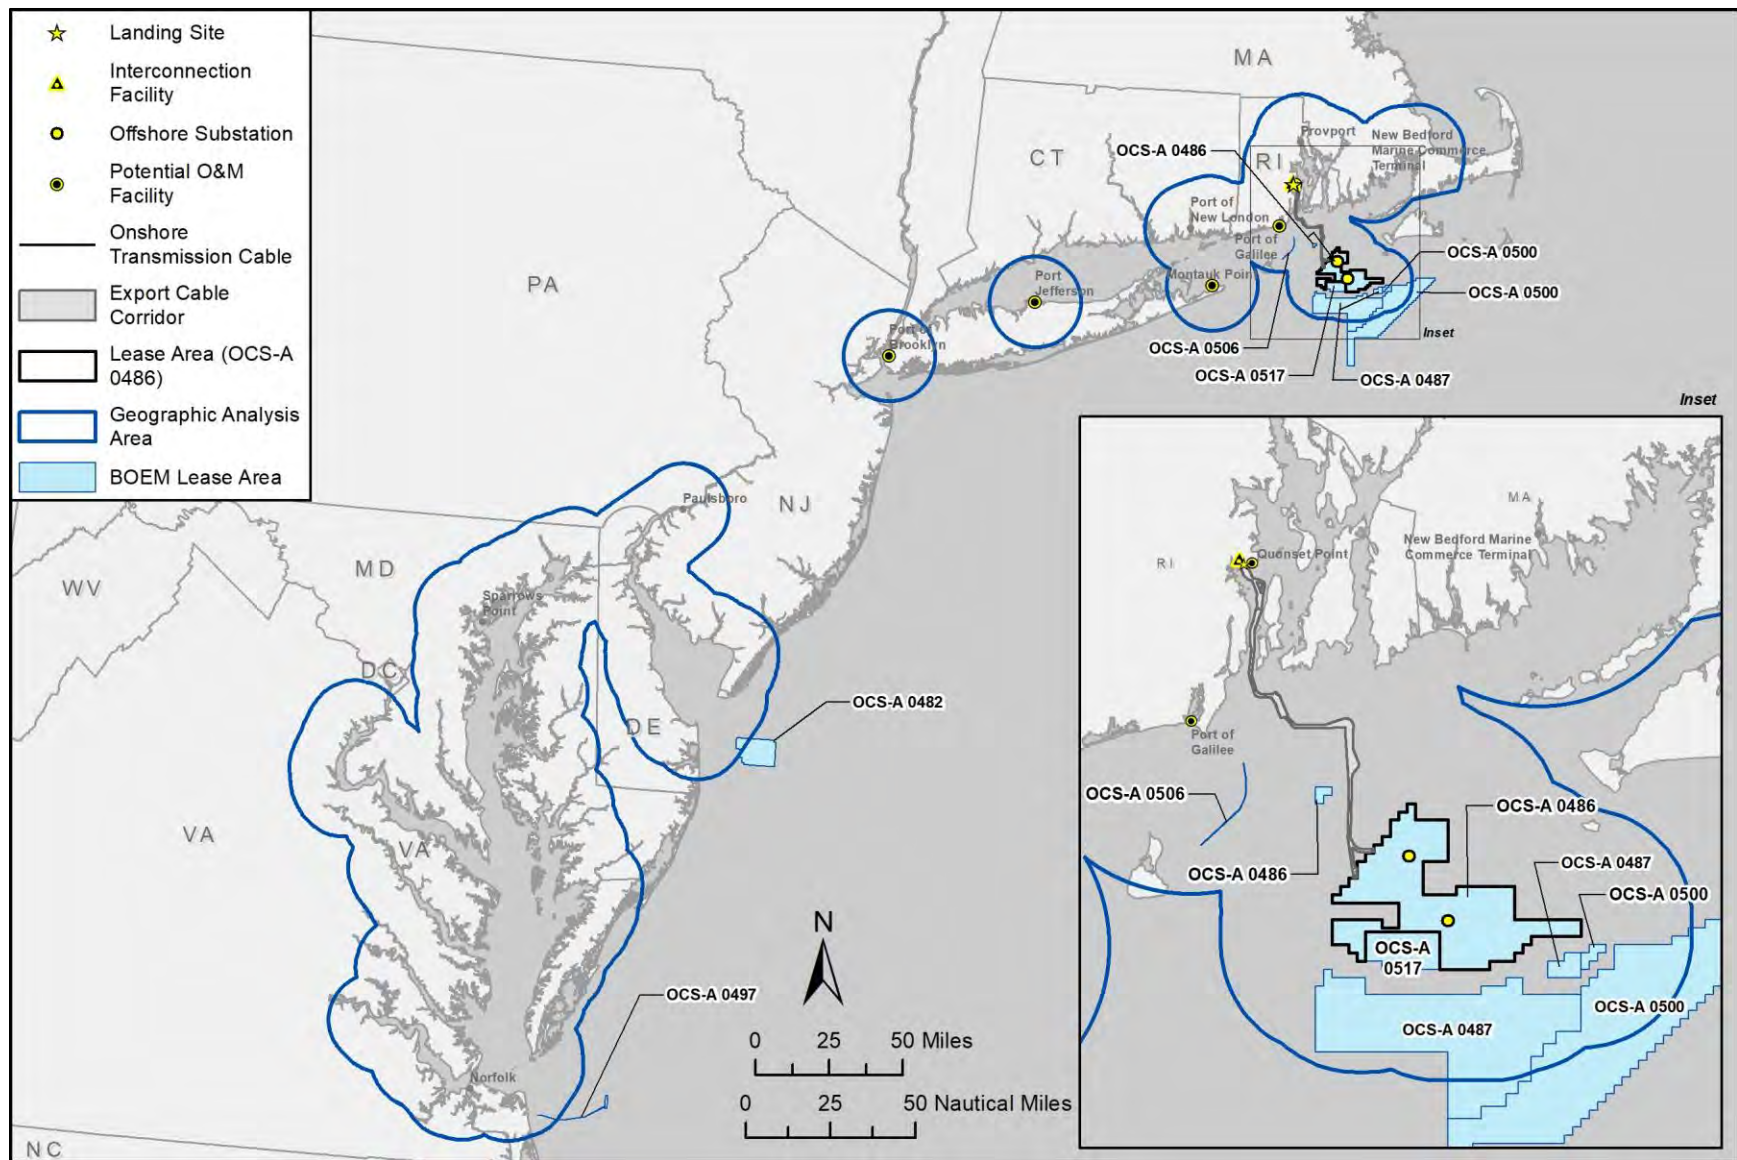 Landing Site
Interconnection
Facility
Offshore Substation
Potential O&M
Facility
Onshore
Transmission Cable
Export Cable
Corridor
Lease Area (OCS-A
0486)
Geographic Analysis
Area
BOEM Lease Area
MA
CT
RI
PA
NJ
MD
WV
DC
DE
VA
VA
NC
Provport
New Bedford
Marine Commerce
Terminal
OCS-A 0486
Port of
New London
Port of
Galilee
Montauk Point
Port
Jefferson
Port of
Brooklyn
OCS-A 0500
OCS-A 0500
Inset
OCS-A 0506
OCS-A 0517
OCS-A 0487
Paulsboro
Sparrows
Point
OCS-A 0482
OCS-A 0497
Norfolk
N
0 25 50 Miles
0 25 50 Nautical Miles
Inset
MA
RI
New Bedford Marine
Commerce Terminal
Quonset Point
Port of
Galilee
OCS-A 0506
OCS-A 0486
OCS-A 0486
OCS-A 0487
OCS-A 0500
OCS-A
0517
OCS-A 0500
OCS-A 0487